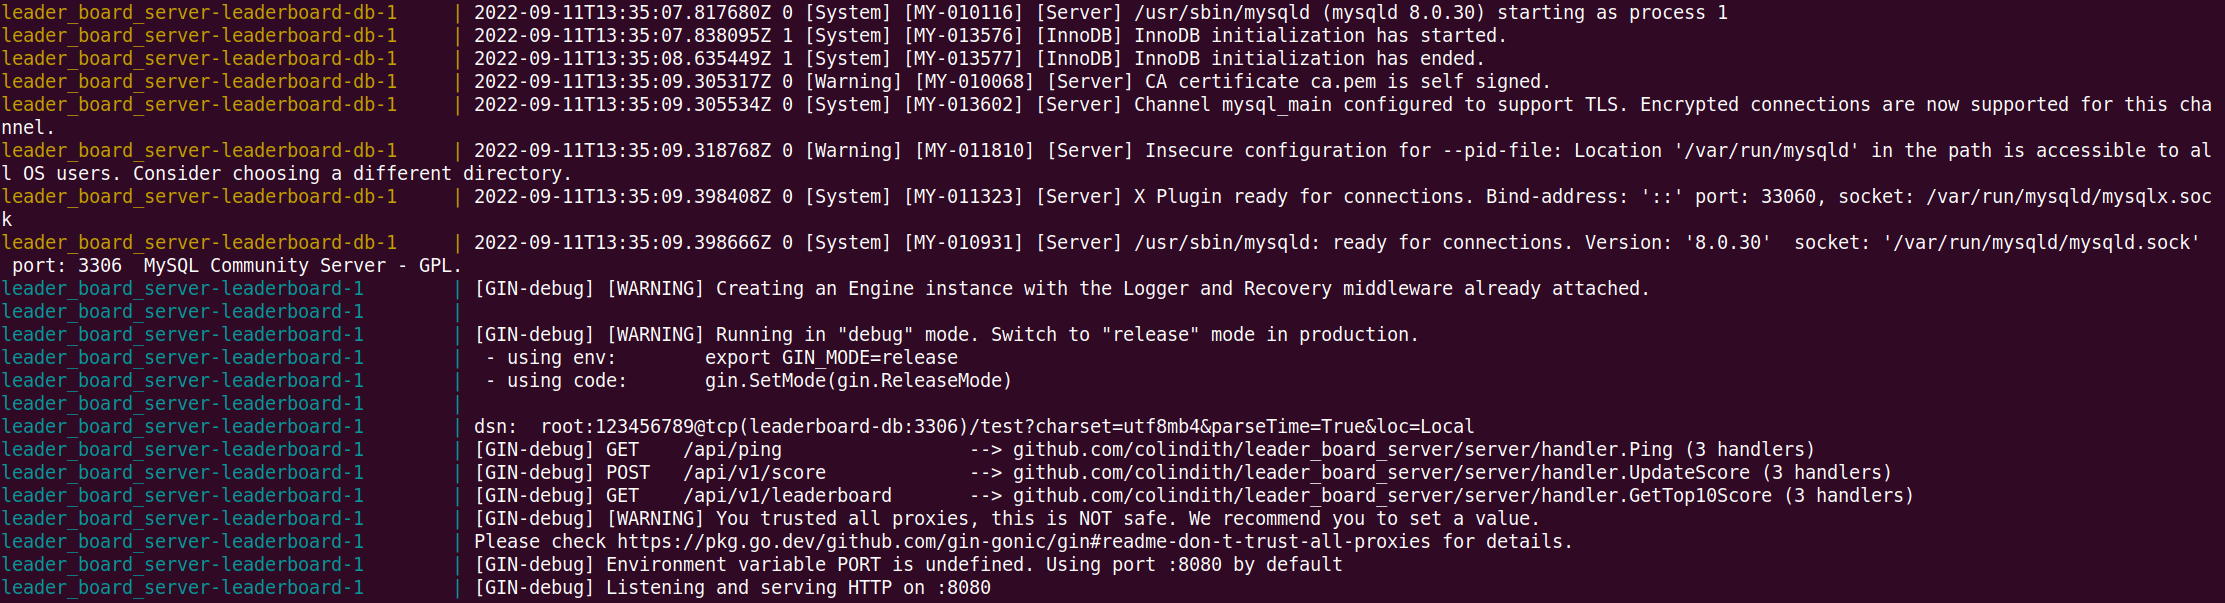 leader_board_server-leaderboard-db-1     | 2022-09-11T13:35:07.817680Z 0 [System] [MY-010116] [Server] /usr/sbin/mysqld (mysqld 8.0.30) starting as process 1
leader_board_server-leaderboard-db-1     | 2022-09-11T13:35:07.838095Z 1 [System] [MY-013576] [InnoDB] InnoDB initialization has started.
leader_board_server-leaderboard-db-1     | 2022-09-11T13:35:08.635449Z 1 [System] [MY-013577] [InnoDB] InnoDB initialization has ended.
leader_board_server-leaderboard-db-1     | 2022-09-11T13:35:09.305317Z 0 [Warning] [MY-010068] [Server] CA certificate ca.pem is self signed.
leader_board_server-leaderboard-db-1     | 2022-09-11T13:35:09.305534Z 0 [System] [MY-013602] [Server] Channel mysql_main configured to support TLS. Encrypted connections are now supported for this cha
nnel.
leader_board_server-leaderboard-db-1     | 2022-09-11T13:35:09.318768Z 0 [Warning] [MY-011810] [Server] Insecure configuration for --pid-file: Location '/var/run/mysqld' in the path is accessible to al
l OS users. Consider choosing a different directory.
leader_board_server-leaderboard-db-1     | 2022-09-11T13:35:09.398408Z 0 [System] [MY-011323] [Server] X Plugin ready for connections. Bind-address: '::' port: 33060, socket: /var/run/mysqld/mysqlx.soc
k
leader_board_server-leaderboard-db-1     | 2022-09-11T13:35:09.398666Z 0 [System] [MY-010931] [Server] /usr/sbin/mysqld: ready for connections. Version: '8.0.30'  socket: '/var/run/mysqld/mysqld.sock'
 port: 3306  MySQL Community Server - GPL.
leader_board_server-leaderboard-1        | [GIN-debug] [WARNING] Creating an Engine instance with the Logger and Recovery middleware already attached.
leader_board_server-leaderboard-1        |
leader_board_server-leaderboard-1        | [GIN-debug] [WARNING] Running in "debug" mode. Switch to "release" mode in production.
leader_board_server-leaderboard-1        |  - using env:        export GIN_MODE=release
leader_board_server-leaderboard-1        |  - using code:       gin.SetMode(gin.ReleaseMode)
leader_board_server-leaderboard-1        |
leader_board_server-leaderboard-1        | dsn:  root:123456789@tcp(leaderboard-db:3306)/test?charset=utf8mb4&parseTime=True&loc=Local
leader_board_server-leaderboard-1        | [GIN-debug] GET    /api/ping                 --> github.com/colindith/leader_board_server/server/handler.Ping (3 handlers)
leader_board_server-leaderboard-1        | [GIN-debug] POST   /api/v1/score             --> github.com/colindith/leader_board_server/server/handler.UpdateScore (3 handlers)
leader_board_server-leaderboard-1        | [GIN-debug] GET    /api/v1/leaderboard       --> github.com/colindith/leader_board_server/server/handler.GetTop10Score (3 handlers)
leader_board_server-leaderboard-1        | [GIN-debug] [WARNING] You trusted all proxies, this is NOT safe. We recommend you to set a value.
leader_board_server-leaderboard-1        | Please check https://pkg.go.dev/github.com/gin-gonic/gin#readme-don-t-trust-all-proxies for details.
leader_board_server-leaderboard-1        | [GIN-debug] Environment variable PORT is undefined. Using port :8080 by default
leader_board_server-leaderboard-1        | [GIN-debug] Listening and serving HTTP on :8080